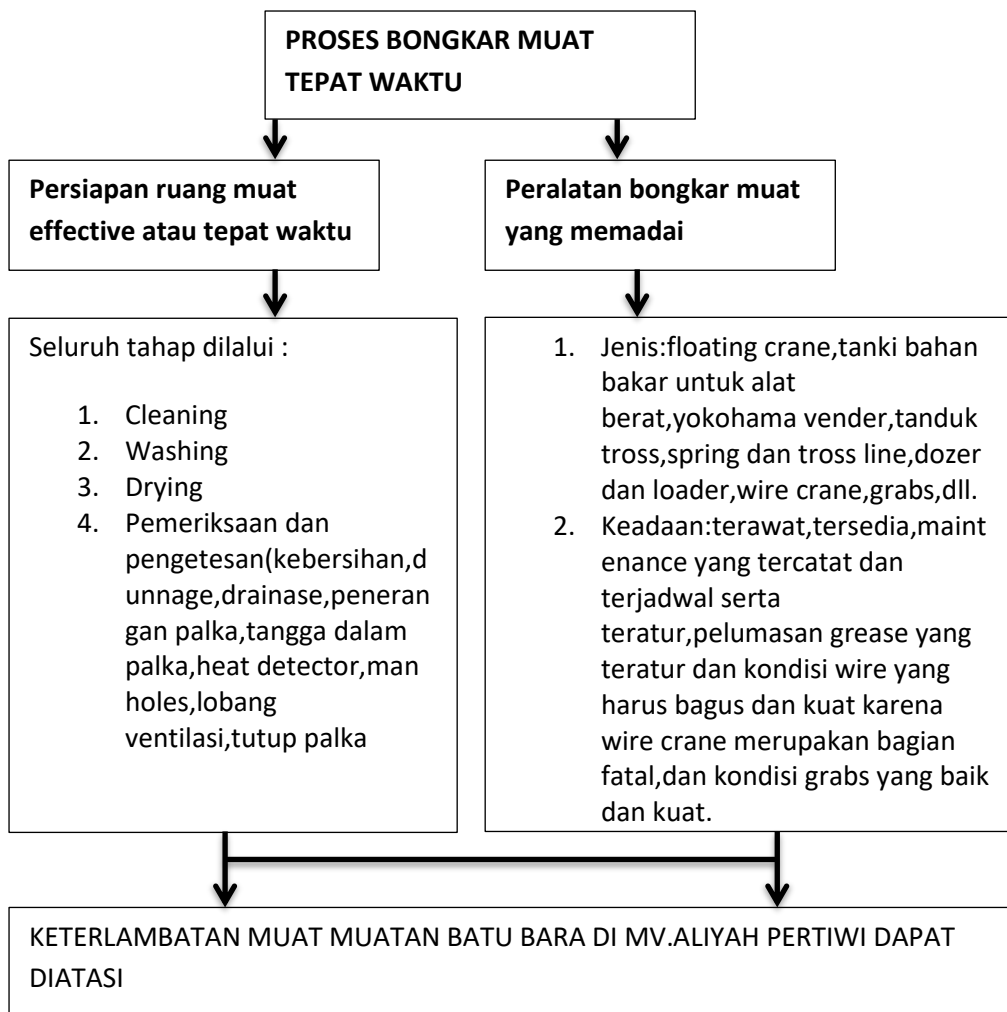 PROSES BONGKAR MUAT
TEPAT WAKTU
Persiapan ruang muat
effective atau tepat waktu
Peralatan bongkar muat
yang memadai
Seluruh tahap dilalui :
1. Cleaning
2. Washing
3. Drying
4. Pemeriksaan dan
pengetesan(kebersihan,d
unnage,drainase,peneran
gan palka,tangga dalam
palka,heat detector,man
holes,lobang
ventilasi,tutup palka
1. Jenis:floating crane,tanki bahan
bakar untuk alat
berat,yokohama vender,tanduk
tross,spring dan tross line,dozer
dan loader,wire crane,grabs,dll.
2. Keadaan:terawat,tersedia,maint
enance yang tercatat dan
terjadwal serta
teratur,pelumasan grease yang
teratur dan kondisi wire yang
harus bagus dan kuat karena
wire crane merupakan bagian
fatal,dan kondisi grabs yang baik
dan kuat.
KETERLAMBATAN MUAT MUATAN BATU BARA DI MV.ALIYAH PERTIWI DAPAT
DIATASI